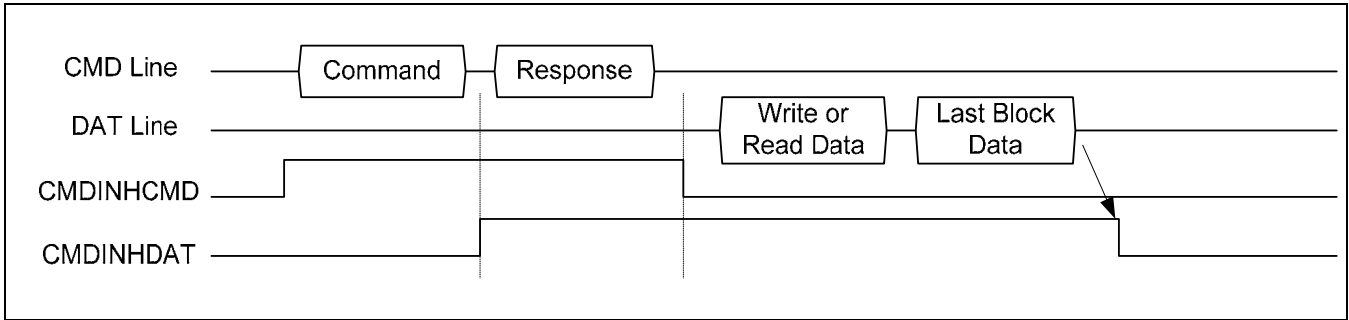 CMD Line
Command
Response
DAT Line
Write or
Read Data
Last Block
Data
CMDINHCMD
CMDINHDAT